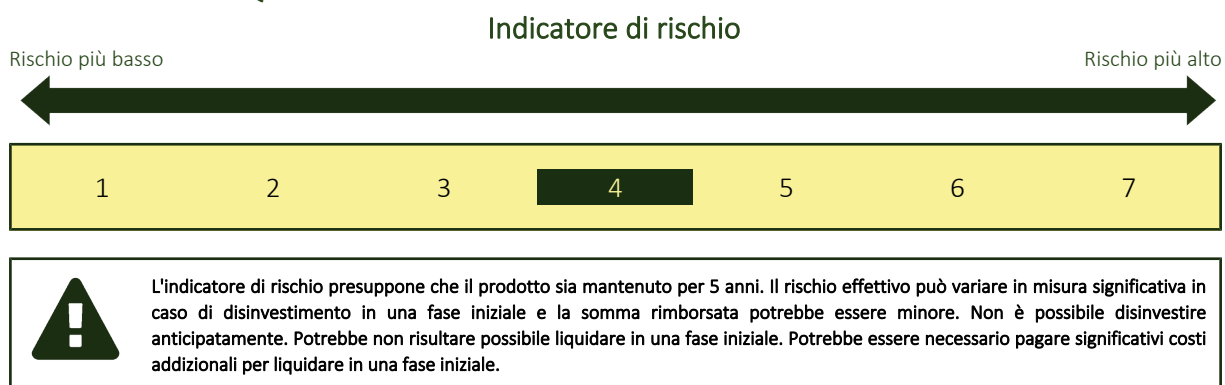 Indicatore di rischio
Rischio più basso
Rischio più alto
1 2 3 4 5 6 7
L'indicatore di rischio presuppone che il prodotto sia mantenuto per 5 anni. Il rischio effettivo può variare in misura significativa in
caso di disinvestimento in una fase iniziale e la somma rimborsata potrebbe essere minore. Non è possibile disinvestire
anticipatamente. Potrebbe non risultare possibile liquidare in una fase iniziale. Potrebbe essere necessario pagare significativi costi
addizionali per liquidare in una fase iniziale.